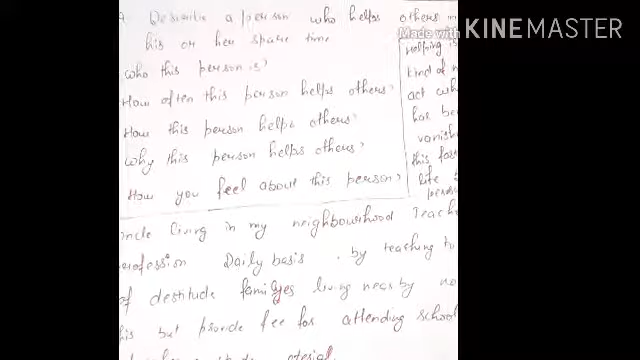 Describe a person who helps others in
his or her spare time
Made with KINEMASTER
Helping is
who this person is?
kind of n
How often this person helps others?
act wh
has be
How this person helps others?
vanish
why this person helps others?
this fas
life
How you feel about this person?
uncle living in my neighbourhood Teach
profession Daily basis . by teaching to
of destitude families living nearby no
his but provide fee for attending school